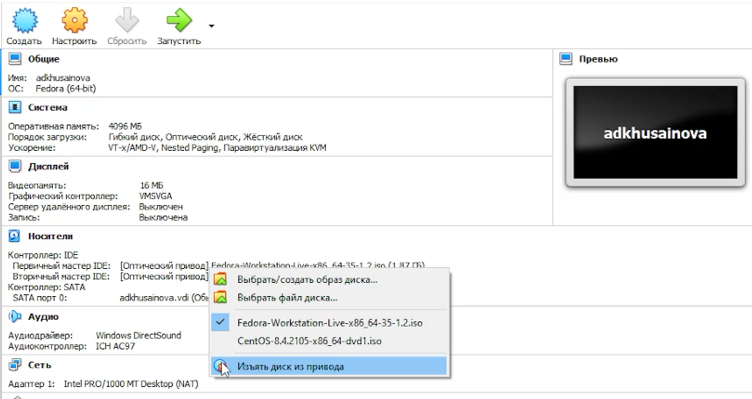 Создать Настроить Сбросить Запустить
Общие
Имя: adkhusainova
ОС: Fedora (64-bit)
Превью
adkhusainova
Система
Оперативная память: 4096 МБ
Порядок загрузки: Гибкий диск, Оптический диск, Жёсткий диск
Ускорение: VT-x/AMD-V, Nested Paging, Паравиртуализация KVM
Дисплей
Видеопамять: 16 МБ
Графический контроллер: VMSVGA
Сервер удалённого дисплея: Выключен
Запись: Выключена
Носители
Контроллер: IDE
Первичный мастер IDE: [Оптический привод] Fedora-Workstation-Live-x86_64-35-1.2.iso (1,87 ГБ)
Вторичный мастер IDE: [Оптический привод]
Контроллер: SATA
SATA порт 0: adkhusainova.vdi
Выбрать/создать образ диска...
Выбрать файл диска...
Fedora-Workstation-Live-x86_64-35-1.2.iso
CentOS-8.4.2105-x86_64-dvd1.iso
Изъять диск из привода
Аудио
Аудиодрайвер: Windows DirectSound
Аудиоконтроллер: ICH AC97
Сеть
Адаптер 1: Intel PRO/1000 MT Desktop (NAT)